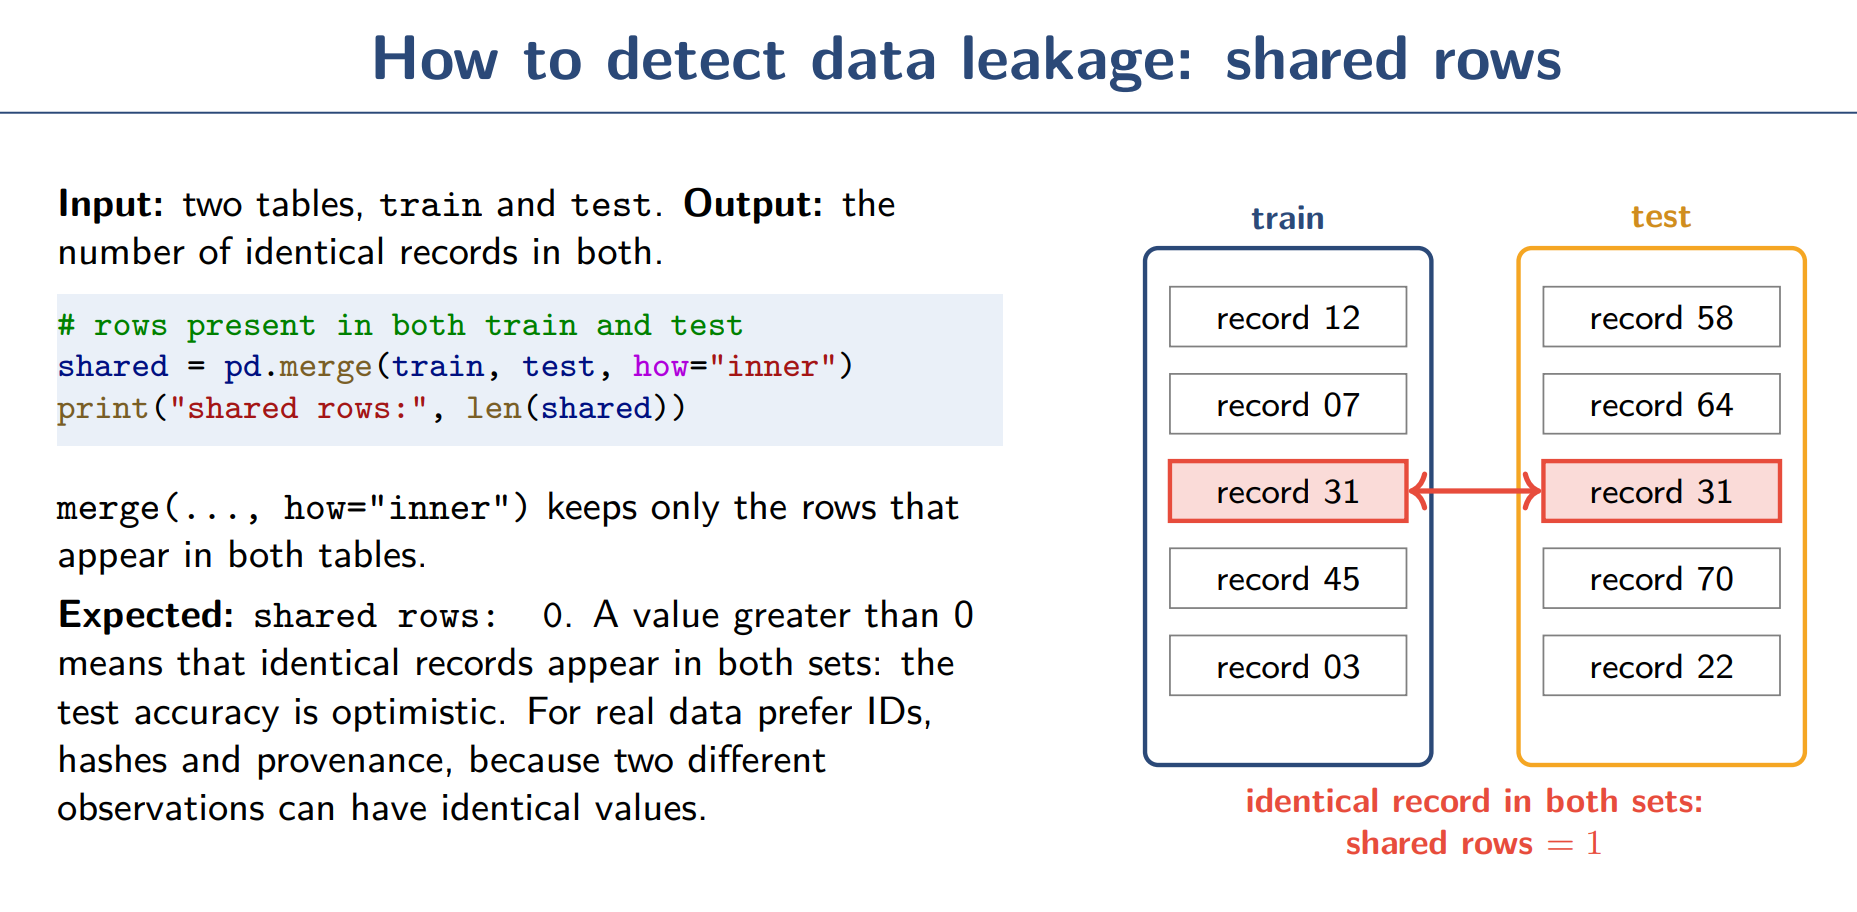 How to detect data leakage: shared rows
Input: two tables, train and test. Output: the
number of identical records in both.
# rows present in both train and test
shared = pd.merge(train, test, how="inner")
print("shared rows:", len(shared))
merge(..., how="inner") keeps only the rows that
appear in both tables.
Expected: shared rows: 0. A value greater than 0
means that identical records appear in both sets: the
test accuracy is optimistic. For real data prefer IDs,
hashes and provenance, because two different
observations can have identical values.
train
record 12
record 07
record 31
record 45
record 03
test
record 58
record 64
record 31
record 70
record 22
identical record in both sets:
shared rows = 1